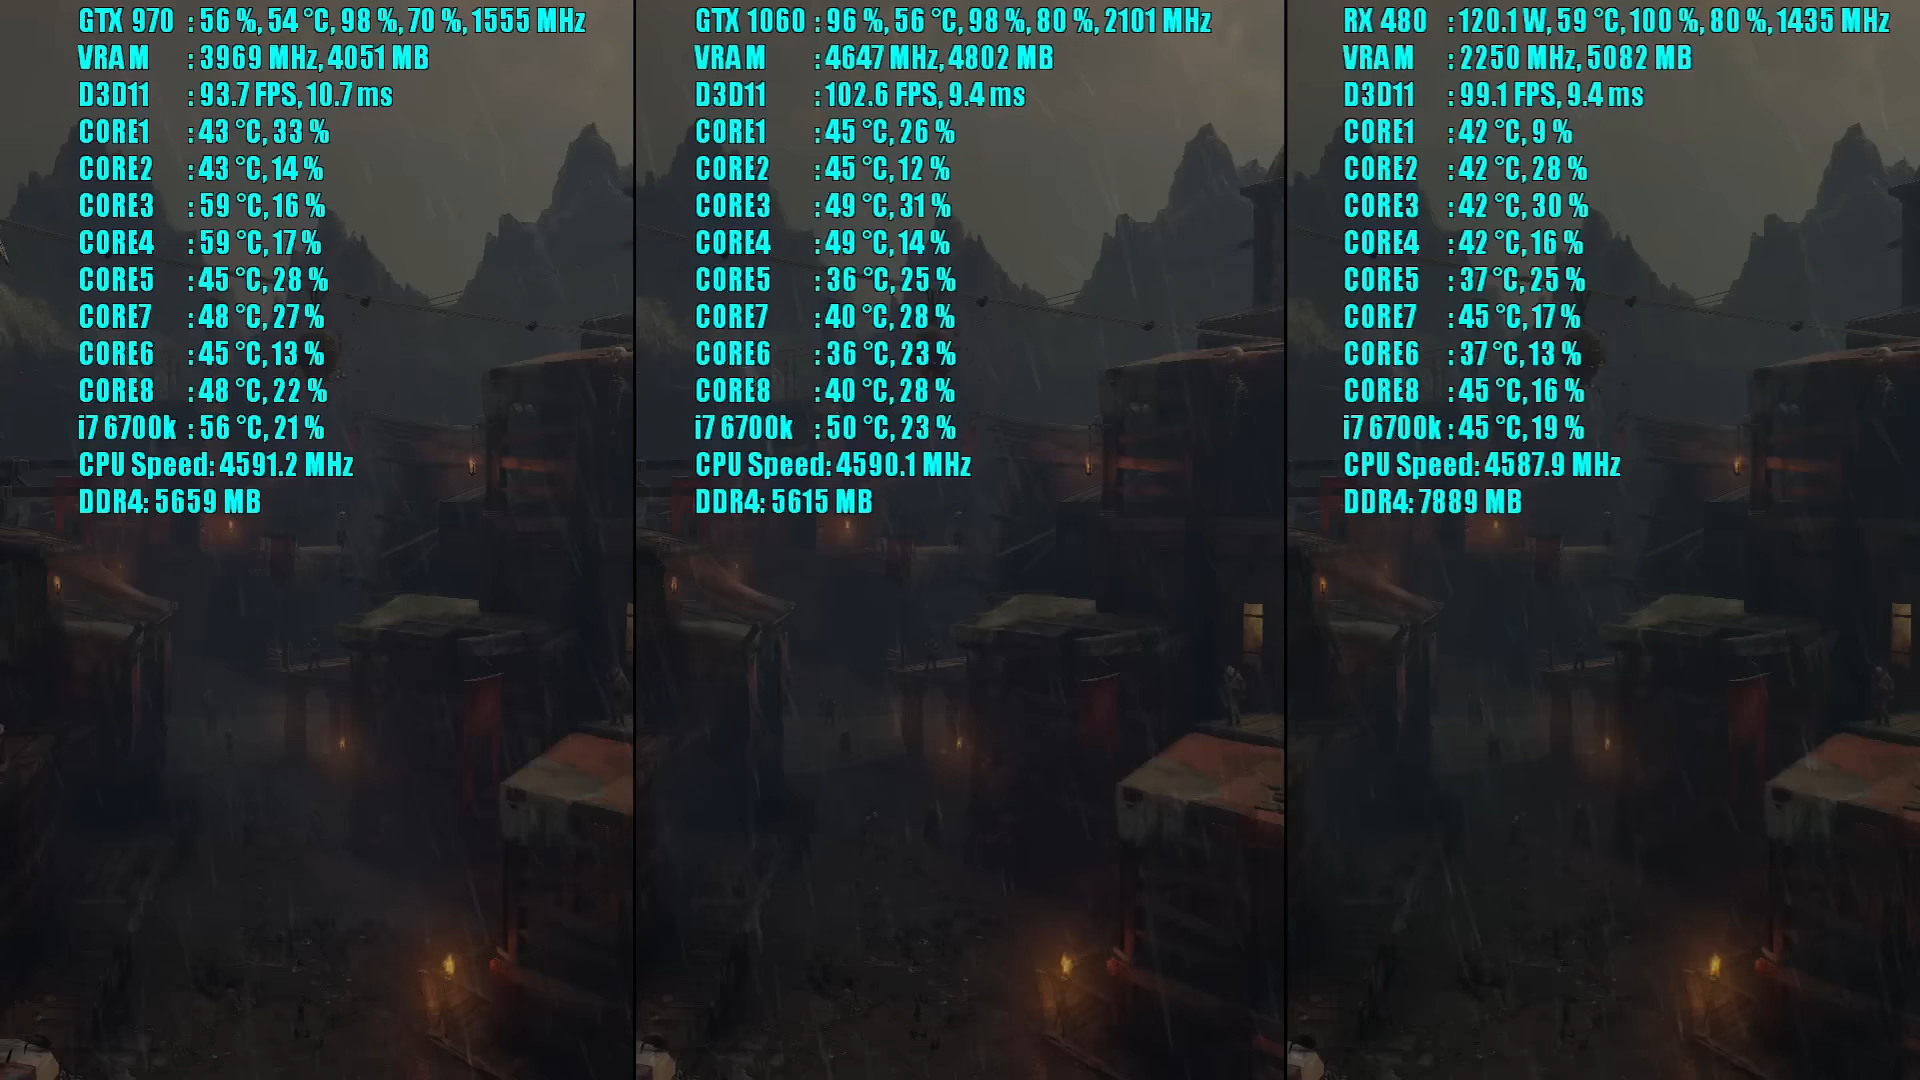 GTX 970 : 56 %, 54 °C, 98 %, 70 %, 1555 MHz
VRAM : 3969 MHz, 4051 MB
D3D11 : 93.7 FPS, 10.7 ms
CORE1 : 43 °C, 33 %
CORE2 : 43 °C, 14 %
CORE3 : 59 °C, 16 %
CORE4 : 59 °C, 17 %
CORE5 : 45 °C, 28 %
CORE7 : 48 °C, 27 %
CORE6 : 45 °C, 13 %
CORE8 : 48 °C, 22 %
i7 6700k : 56 °C, 21 %
CPU Speed: 4591.2 MHz
DDR4: 5659 MB
GTX 1060 : 96 %, 56 °C, 98 %, 80 %, 2101 MHz
VRAM : 4647 MHz, 4802 MB
D3D11 : 102.6 FPS, 9.4 ms
CORE1 : 45 °C, 26 %
CORE2 : 45 °C, 12 %
CORE3 : 49 °C, 31 %
CORE4 : 49 °C, 14 %
CORE5 : 36 °C, 25 %
CORE7 : 40 °C, 28 %
CORE6 : 36 °C, 23 %
CORE8 : 40 °C, 28 %
i7 6700k : 50 °C, 23 %
CPU Speed: 4590.1 MHz
DDR4: 5615 MB
RX 480 : 120.1 W, 59 °C, 100 %, 80 %, 1435 MHz
VRAM : 2250 MHz, 5082 MB
D3D11 : 99.1 FPS, 9.4 ms
CORE1 : 42 °C, 9 %
CORE2 : 42 °C, 28 %
CORE3 : 42 °C, 30 %
CORE4 : 42 °C, 16 %
CORE5 : 37 °C, 25 %
CORE7 : 45 °C, 17 %
CORE6 : 37 °C, 13 %
CORE8 : 45 °C, 16 %
i7 6700k : 45 °C, 19 %
CPU Speed: 4587.9 MHz
DDR4: 7889 MB